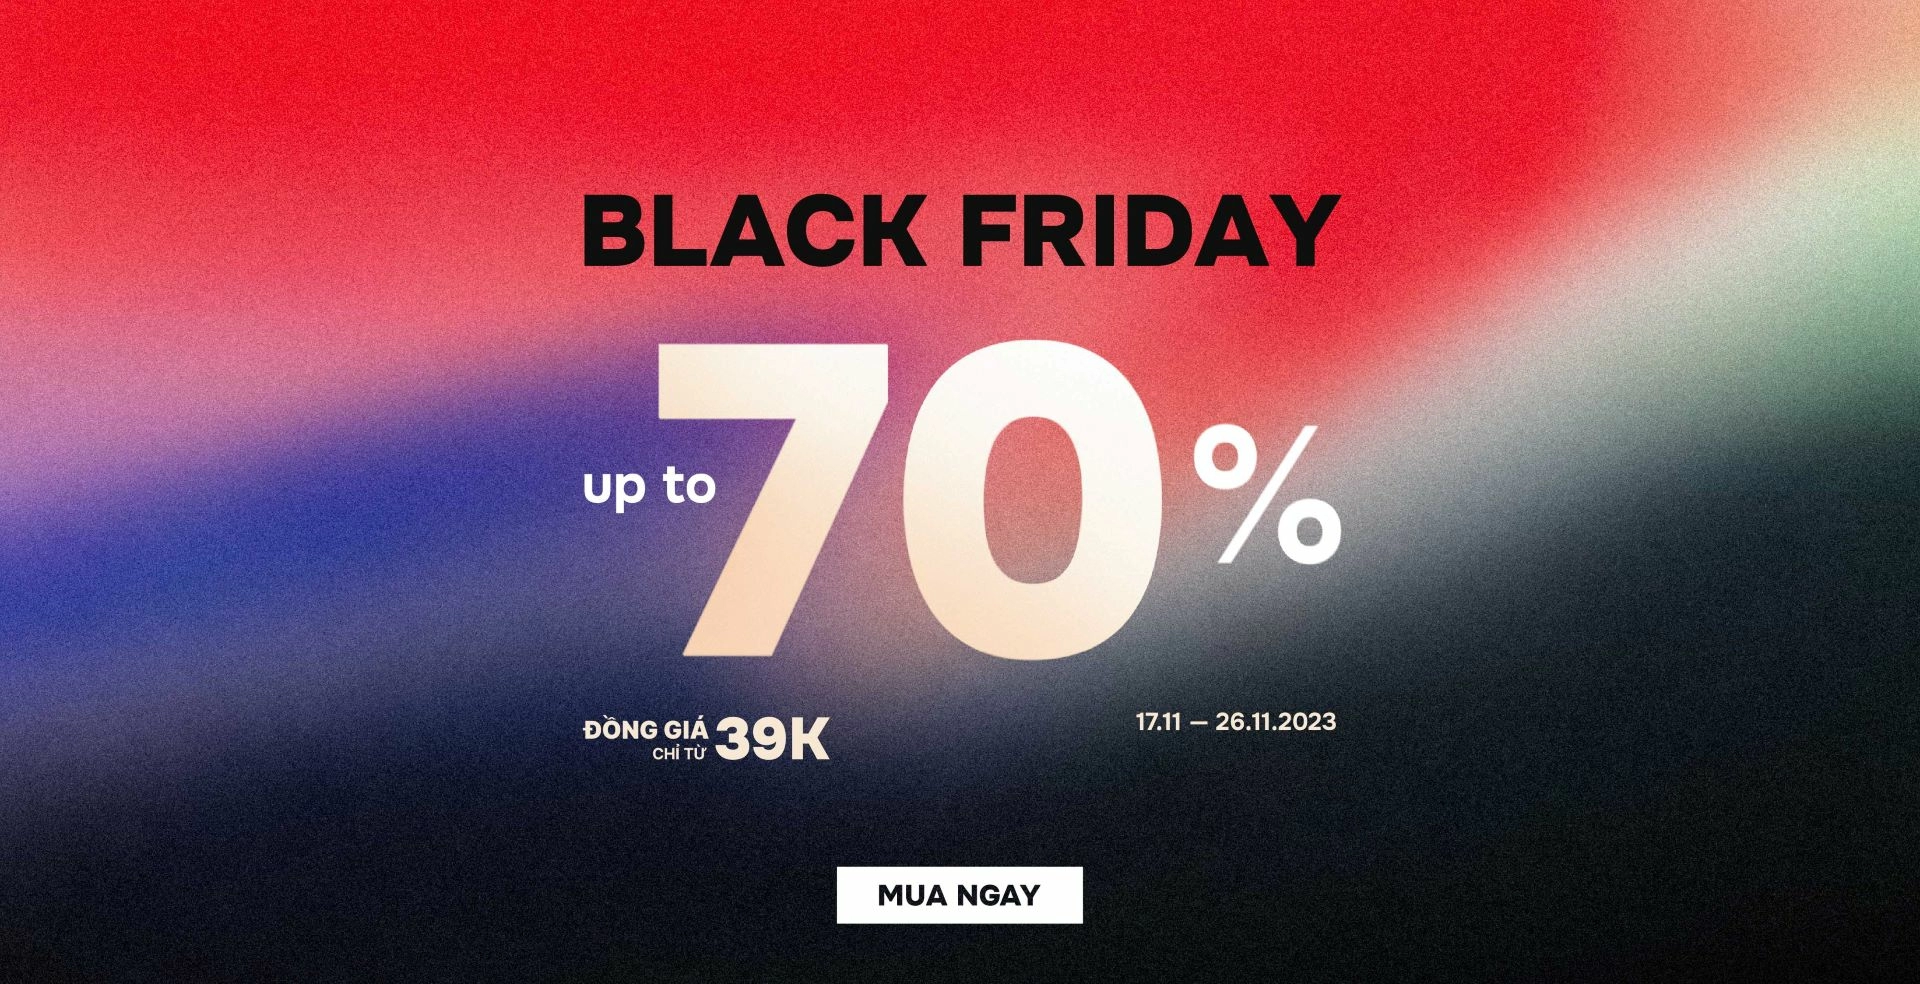 BLACK FRIDAY
up to 70%
ĐỒNG GIÁ
CHỈ TỪ
39K
17.11 — 26.11.2023
MUA NGAY